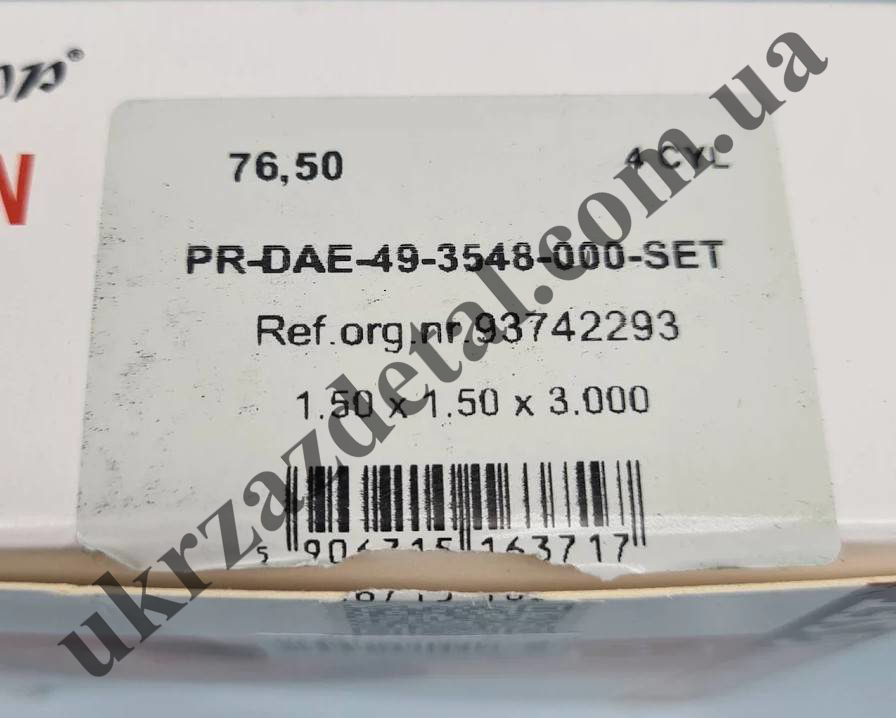 76,50 4 CYL
PR-DAE-49-3548-000-SET
Ref.org.nr.93742293
1.50 x 1.50 x 3.000
5 906715 163717
ukrzazdetal.com.ua